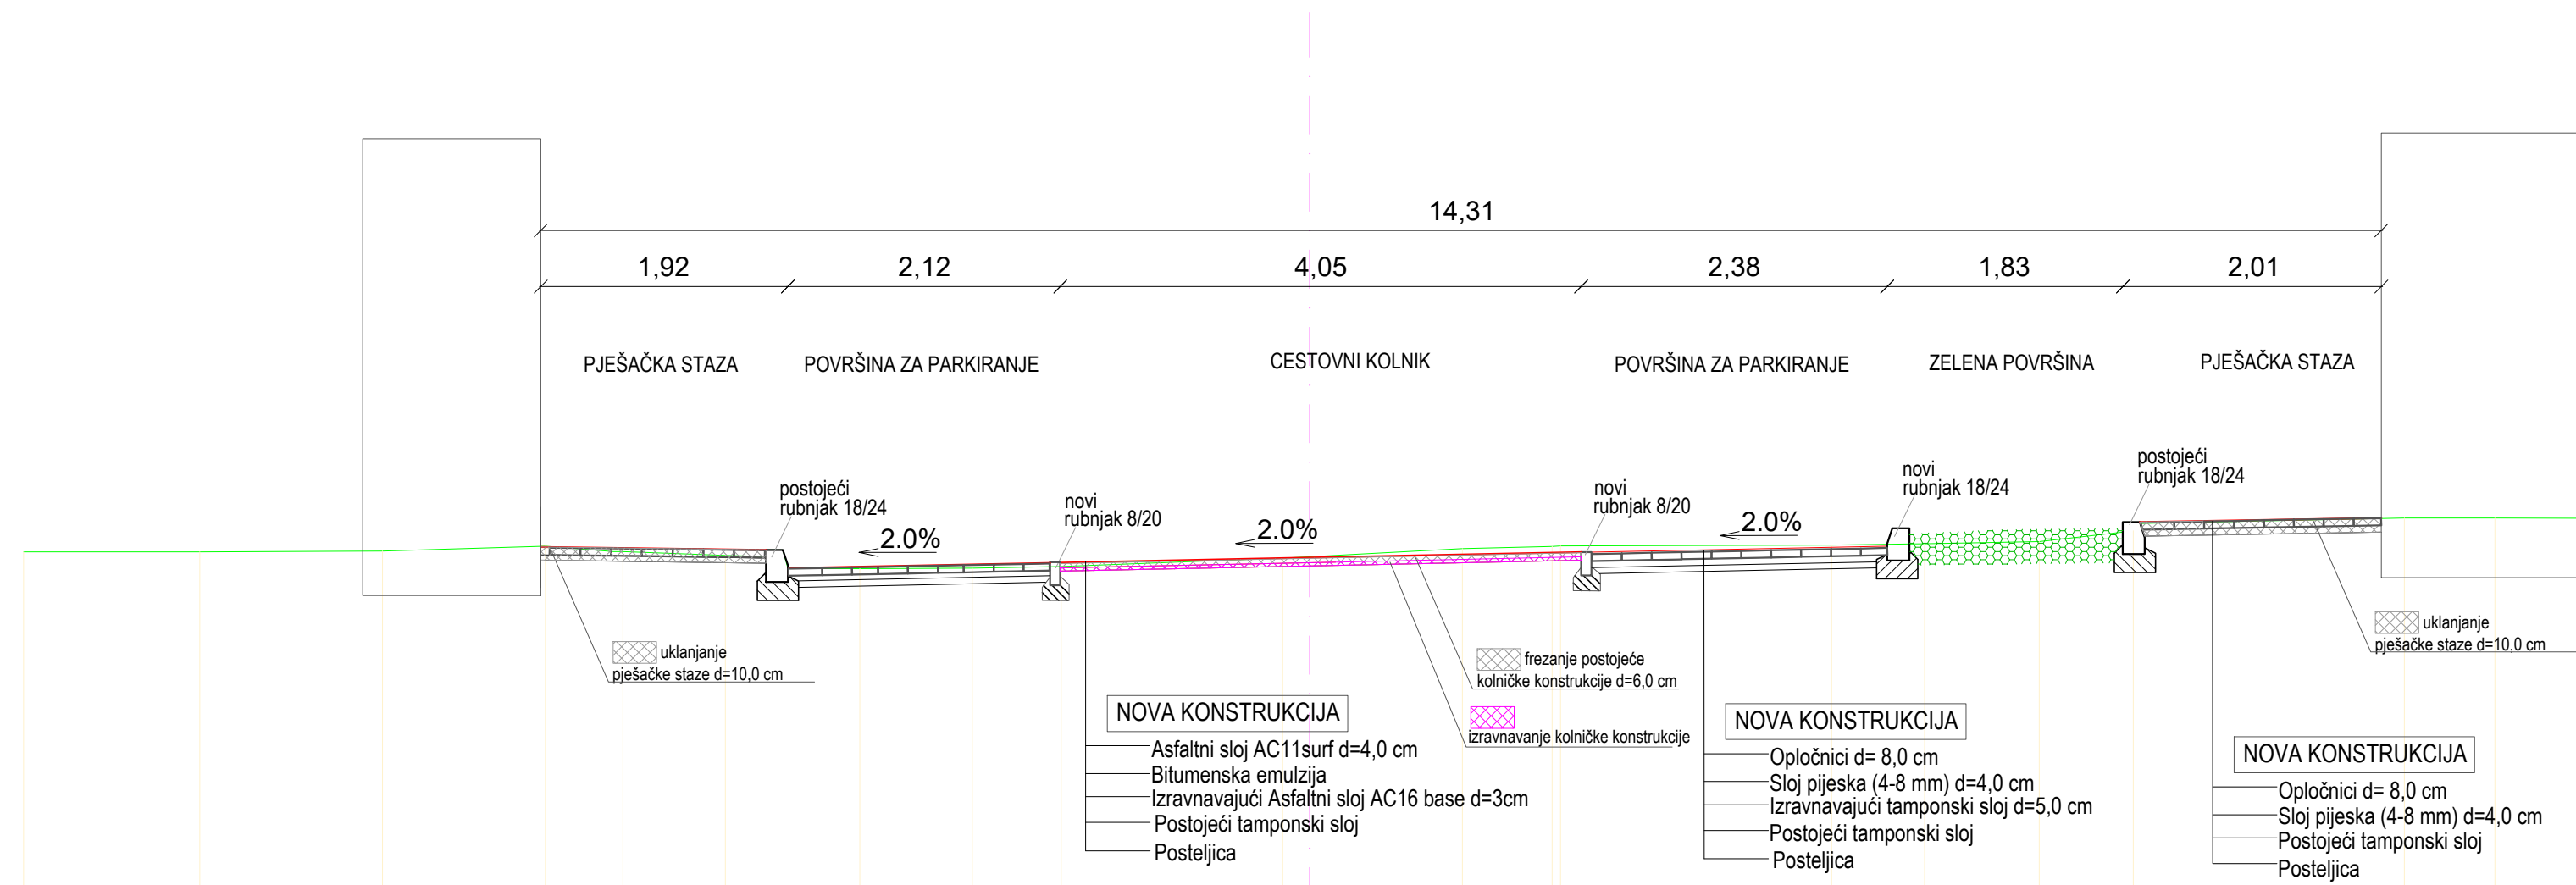 14,31
1,92
2,12
4,05
2,38
1,83
2,01
PJEŠAČKA STAZA
POVRŠINA ZA PARKIRANJE
CESTOVNI KOLNIK
POVRŠINA ZA PARKIRANJE
ZELENA POVRŠINA
PJEŠAČKA STAZA
postojeći
rubnjak 18/24
2.0%
novi
rubnjak 8/20
2.0%
novi
rubnjak 8/20
2.0%
novi
rubnjak 18/24
postojeći
rubnjak 18/24
uklanjanje
pješačke staze d=10,0 cm
frezanje postojeće
kolničke konstrukcije d=6,0 cm
izravnavanje kolničke konstrukcije
uklanjanje
pješačke staze d=10,0 cm
NOVA KONSTRUKCIJA
Asfaltni sloj AC11surf d=4,0 cm
Bitumenska emulzija
Izravnavajući Asfaltni sloj AC16 base d=3cm
Postojeći tamponski sloj
Posteljica
NOVA KONSTRUKCIJA
Opločnici d= 8,0 cm
Sloj pijeska (4-8 mm) d=4,0 cm
Izravnavajući tamponski sloj d=5,0 cm
Postojeći tamponski sloj
Posteljica
NOVA KONSTRUKCIJA
Opločnici d= 8,0 cm
Sloj pijeska (4-8 mm) d=4,0 cm
Postojeći tamponski sloj
Posteljica